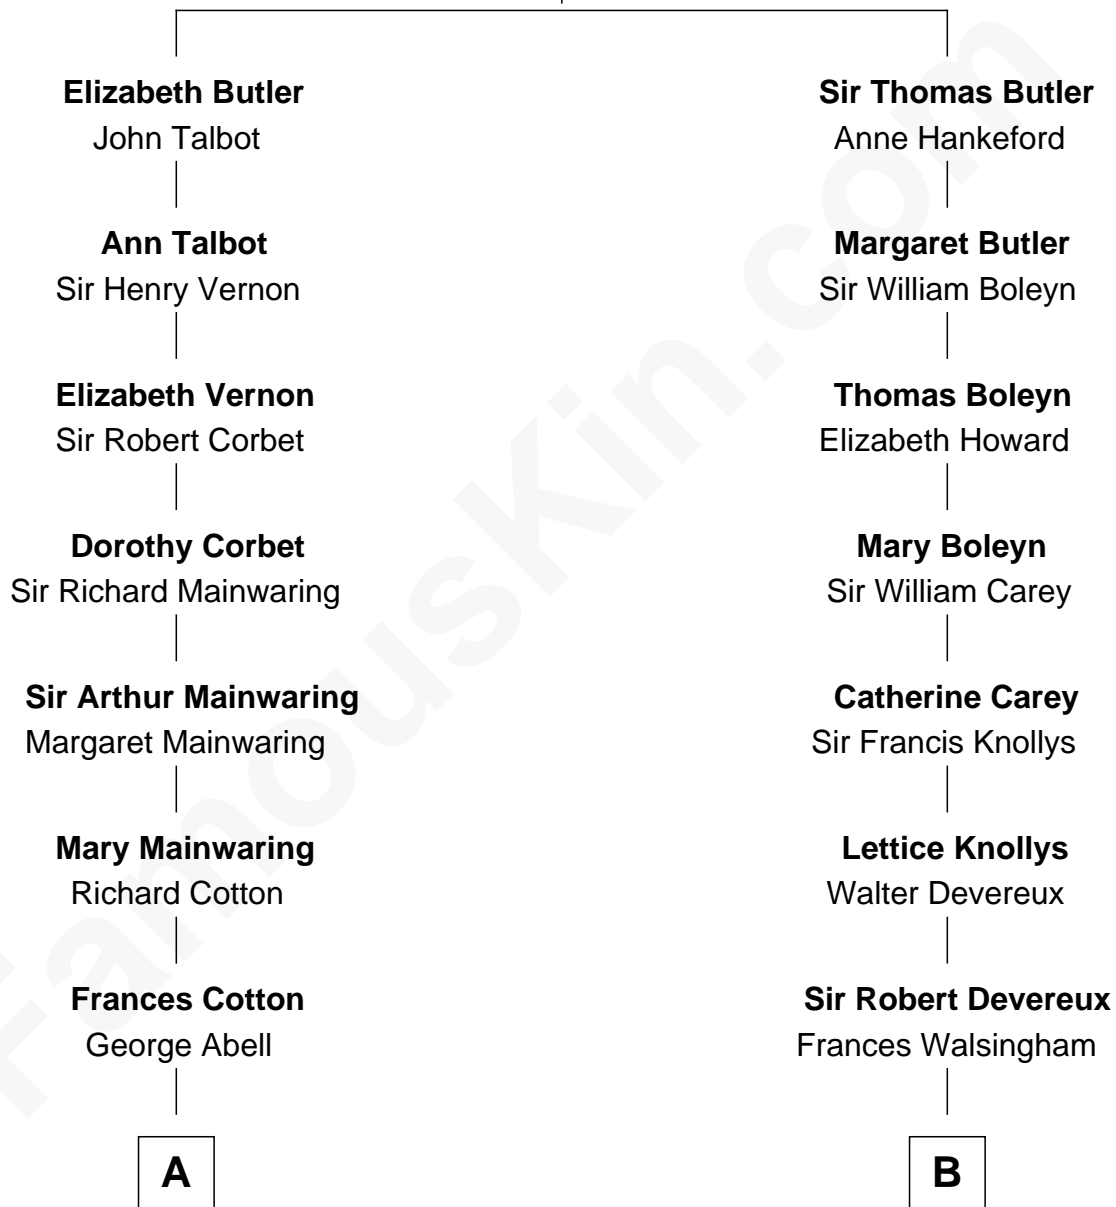 Elizabeth Butler
John Talbot
Ann Talbot
Sir Henry Vernon
Elizabeth Vernon
Sir Robert Corbet
Dorothy Corbet
Sir Richard Mainwaring
Sir Arthur Mainwaring
Margaret Mainwaring
Mary Mainwaring
Richard Cotton
Frances Cotton
George Abell
A
Sir Thomas Butler
Anne Hankeford
Margaret Butler
Sir William Boleyn
Thomas Boleyn
Elizabeth Howard
Mary Boleyn
Sir William Carey
Catherine Carey
Sir Francis Knollys
Lettice Knollys
Walter Devereux
Sir Robert Devereux
Frances Walsingham
B
FamousKin.com